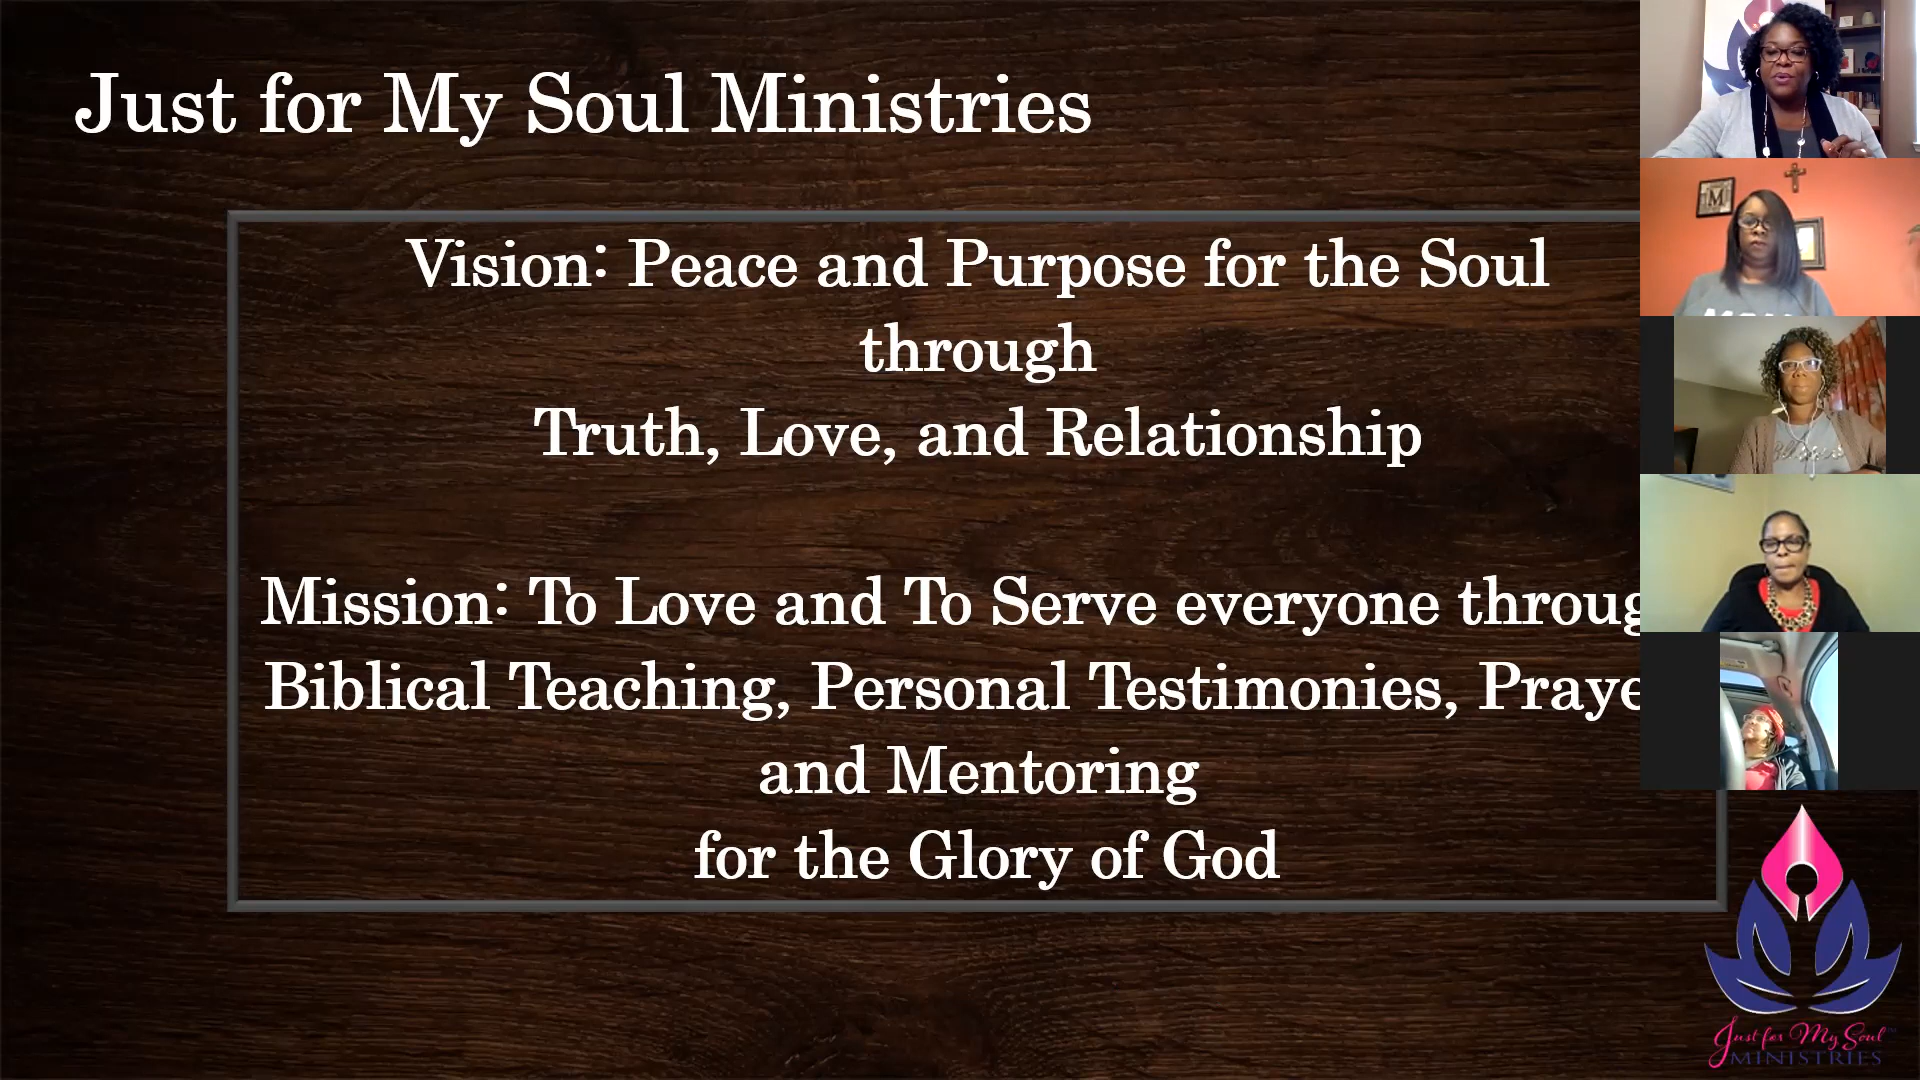 Just for My Soul Ministries
Vision: Peace and Purpose for the Soul
through
Truth, Love, and Relationship
Mission: To Love and To Serve everyone throug
Biblical Teaching, Personal Testimonies, Praye
and Mentoring
for the Glory of God
M
Just for My Soul
MINISTRIES